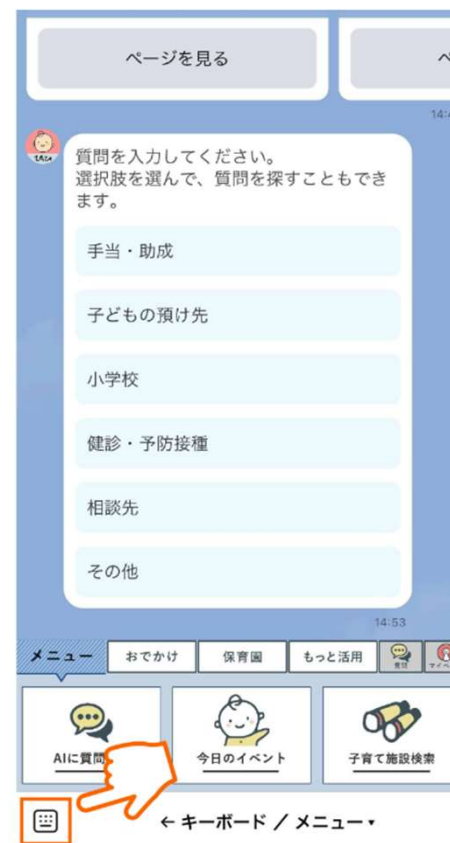 ページを見る
質問を入力してください。
選択肢を選んで、質問を探すこともでき
ます。
手当・助成
子どもの預け先
小学校
健診・予防接種
相談先
その他
14:53
メニュー
おでかけ
保育園
もっと活用
質問
AIに質問
今日のイベント
子育て施設検索
← キーボード / メニュー ▾